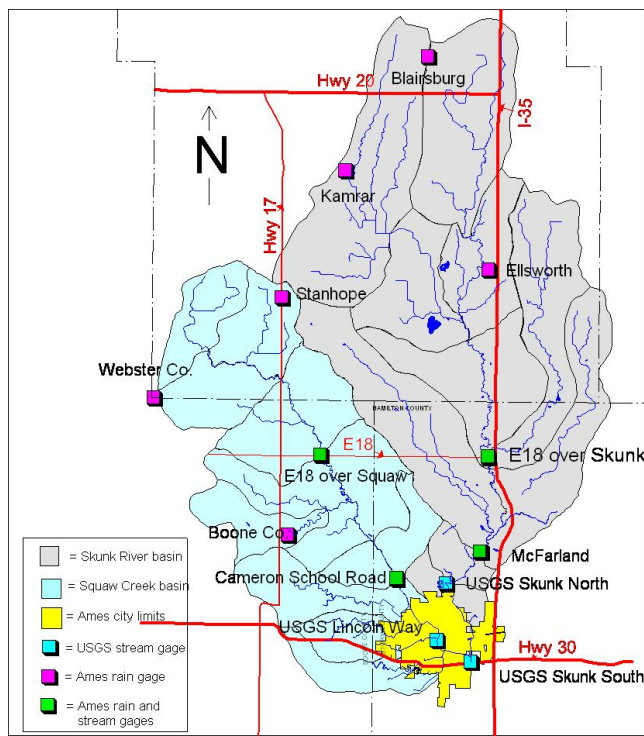 Blairsburg
Hwy 20
I-35
N
Kamrar
Hwy 17
Ellsworth
Stanhope
Webster Co.
HAMILTON COUNTY
E18
E18 over Skunk
E18 over Squaw
Boone Co.
McFarland
Cameron School Road
USGS Skunk North
USGS Lincoln Way
Hwy 30
USGS Skunk South
= Skunk River basin
= Squaw Creek basin
= Ames city limits
= USGS stream gage
= Ames rain gage
= Ames rain and
stream gages